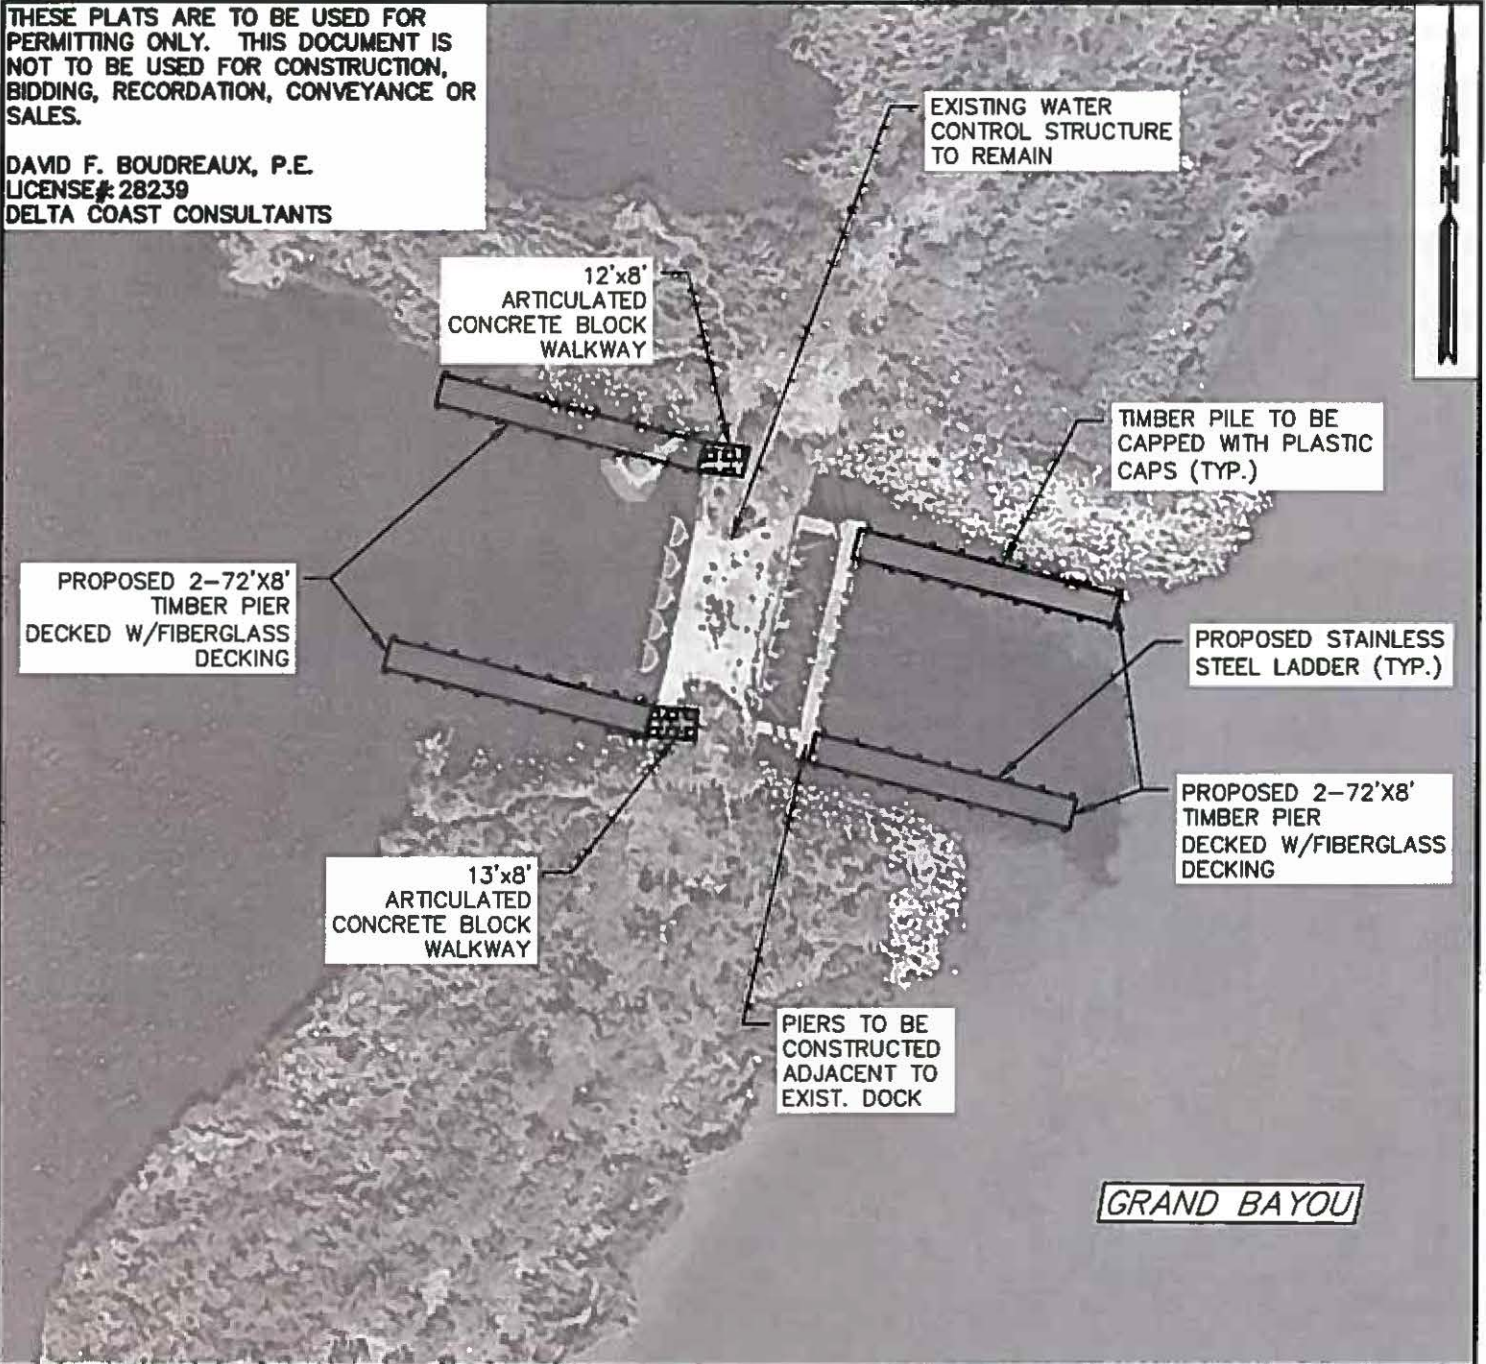 THESE PLATS ARE TO BE USED FOR
PERMITTING ONLY. THIS DOCUMENT IS
NOT TO BE USED FOR CONSTRUCTION,
BIDDING, RECORDATION, CONVEYANCE OR
SALES.
DAVID F. BOUDREAUX, P.E.
LICENSE#: 28239
DELTA COAST CONSULTANTS
EXISTING WATER
CONTROL STRUCTURE
TO REMAIN
N
12'x8'
ARTICULATED
CONCRETE BLOCK
WALKWAY
TIMBER PILE TO BE
CAPPED WITH PLASTIC
CAPS (TYP.)
PROPOSED 2-72'X8'
TIMBER PIER
DECKED W/FIBERGLASS
DECKING
PROPOSED STAINLESS
STEEL LADDER (TYP.)
PROPOSED 2-72'X8'
TIMBER PIER
DECKED W/FIBERGLASS
DECKING
13'x8'
ARTICULATED
CONCRETE BLOCK
WALKWAY
PIERS TO BE
CONSTRUCTED
ADJACENT TO
EXIST. DOCK
GRAND BAYOU